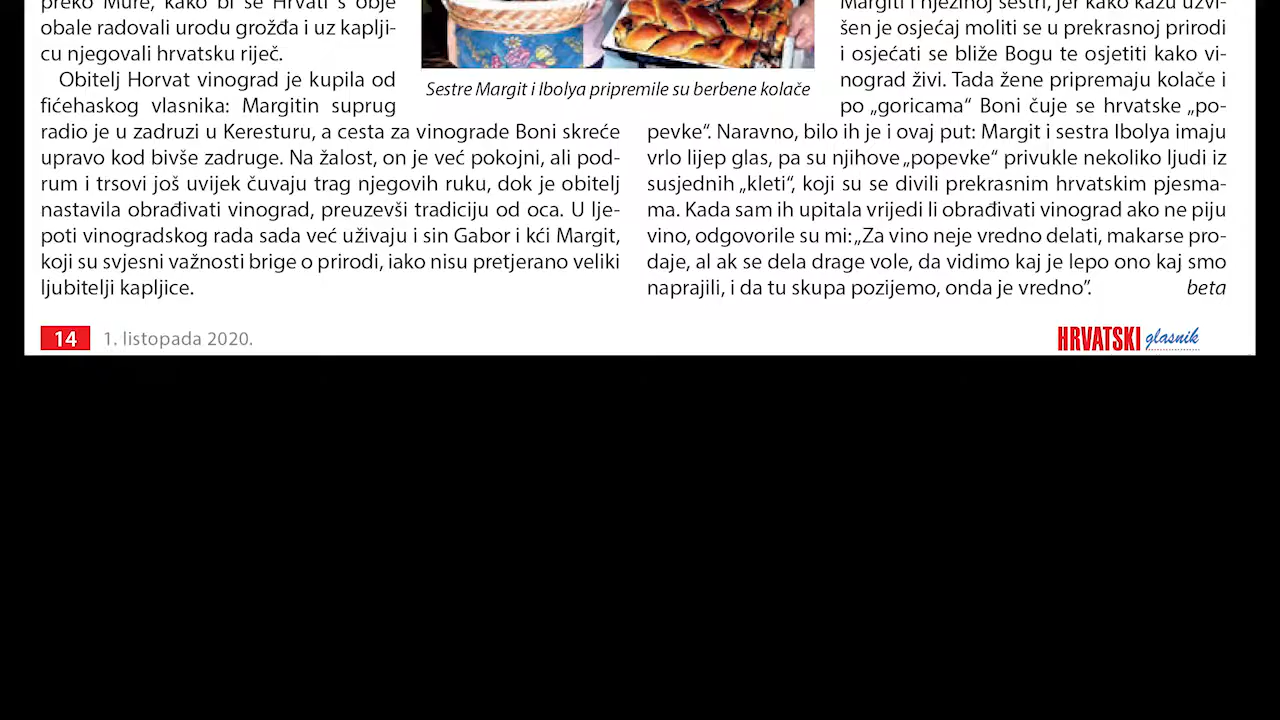 preko Mure, kako bi se Hrvati s obje
obale radovali urodu grožđa i uz kaplji-
cu njegovali hrvatsku riječ.
Obitelj Horvat vinograd je kupila od
fićehaskog vlasnika: Margitin suprug
radio je u zadruzi u Keresturu, a cesta za vinograde Boni skreće
upravo kod bivše zadruge. Na žalost, on je već pokojni, ali pod-
rum i trsovi još uvijek čuvaju trag njegovih ruku, dok je obitelj
nastavila obrađivati vinograd, preuzevši tradiciju od oca. U lje-
poti vinogradskog rada sada već uživaju i sin Gabor i kći Margit,
koji su svjesni važnosti brige o prirodi, iako nisu pretjerano veliki
ljubitelji kapljice.
Sestre Margit i Ibolya pripremile su berbene kolače
Margiti i njezinoj sestri, jer kako kažu uzvi-
šen je osjećaj moliti se u prekrasnoj prirodi
i osjećati se bliže Bogu te osjetiti kako vi-
nograd živi. Tada žene pripremaju kolače i
po „goricama“ Boni čuje se hrvatske „po-
pevke“. Naravno, bilo ih je i ovaj put: Margit i sestra Ibolya imaju
vrlo lijep glas, pa su njihove „popevke“ privukle nekoliko ljudi iz
susjednih „kleti“, koji su se divili prekrasnim hrvatskim pjesma-
ma. Kada sam ih upitala vrijedi li obrađivati vinograd ako ne piju
vino, odgovorile su mi: „Za vino neje vredno delati, makarse pro-
daje, al ak se dela drage vole, da vidimo kaj je lepo ono kaj smo
naprajili, i da tu skupa pozijemo, onda je vredno”. beta
14 1. listopada 2020.
HRVATSKI glasnik